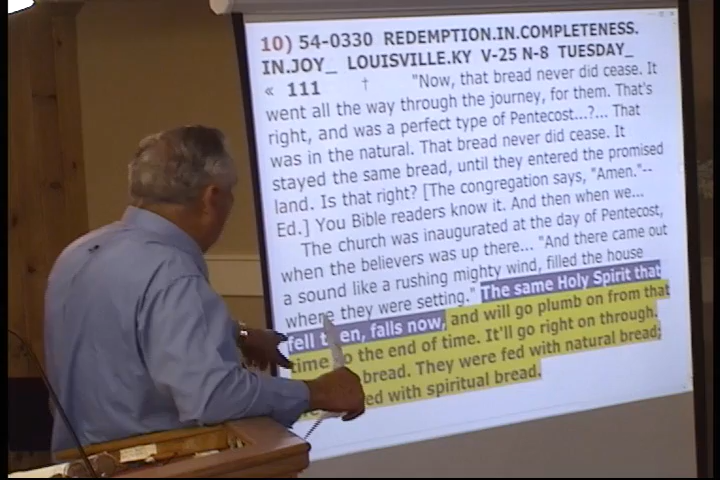 10) 54-0330 REDEMPTION.IN.COMPLETENESS.
IN.JOY_ LOUISVILLE.KY V-25 N-8 TUESDAY_
« 111 † "Now, that bread never did cease. It
went all the way through the journey, for them. That's
right, and was a perfect type of Pentecost...?... That
was in the natural. That bread never did cease. It
stayed the same bread, until they entered the promised
land. Is that right? [The congregation says, "Amen."--
Ed.] You Bible readers know it. And then when we...
The church was inaugurated at the day of Pentecost,
when the believers was up there... "And there came out
a sound like a rushing mighty wind, filled the house
where they were setting." The same Holy Spirit that
fell then, falls now, and will go plumb on from that
time to the end of time. It'll go right on through.
bread. They were fed with natural bread;
ed with spiritual bread.